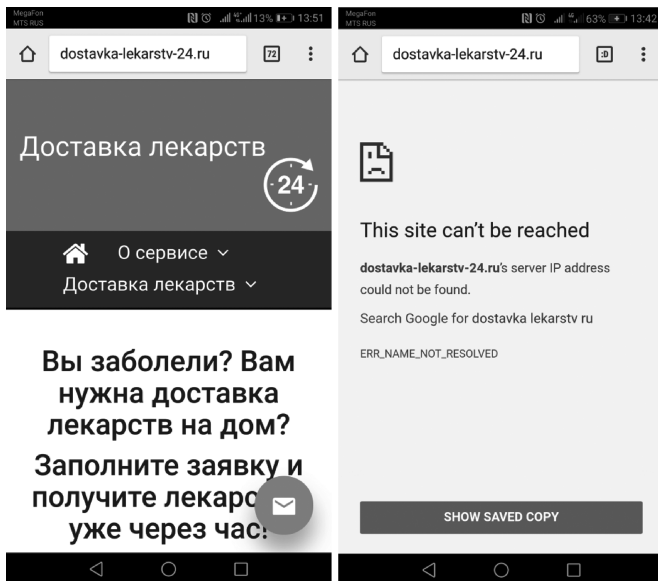 MegaFon
MTS RUS
4G+
13%
13:51
dostavka-lekarstv-24.ru
72
Доставка лекарств
24
О сервисе
Доставка лекарств
Вы заболели? Вам
нужна доставка
лекарств на дом?
Заполните заявку и
получите лекарс
уже через час!
MegaFon
MTS RUS
4G
63%
13:42
dostavka-lekarstv-24.ru
:D
This site can’t be reached
dostavka-lekarstv-24.ru’s server IP address
could not be found.
Search Google for dostavka lekarstv ru
ERR_NAME_NOT_RESOLVED
SHOW SAVED COPY